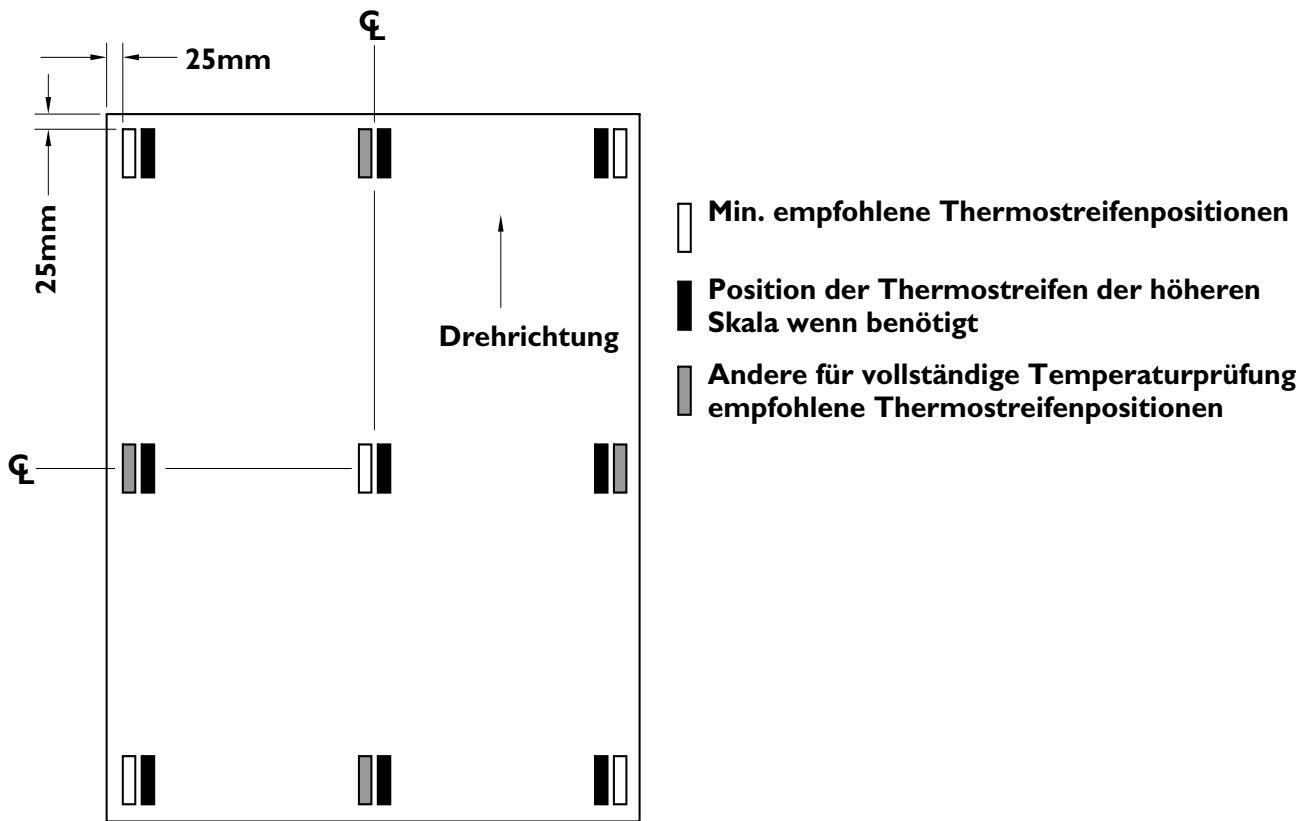 ℄
25mm
25mm
Drehrichtung
℄
Min. empfohlene Thermostreifenpositionen
Position der Thermostreifen der höheren
Skala wenn benötigt
Andere für vollständige Temperaturprüfung
empfohlene Thermostreifenpositionen